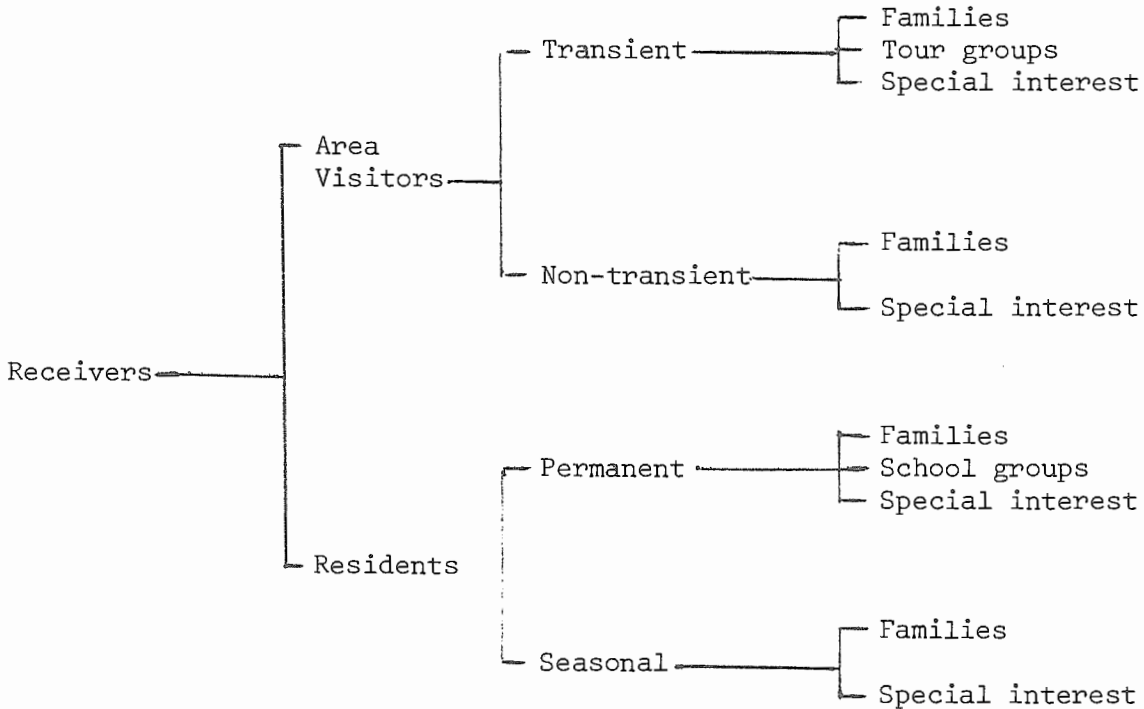 Receivers
Area
Visitors
Transient
Families
Tour groups
Special interest
Non-transient
Families
Special interest
Residents
Permanent
Families
School groups
Special interest
Seasonal
Families
Special interest